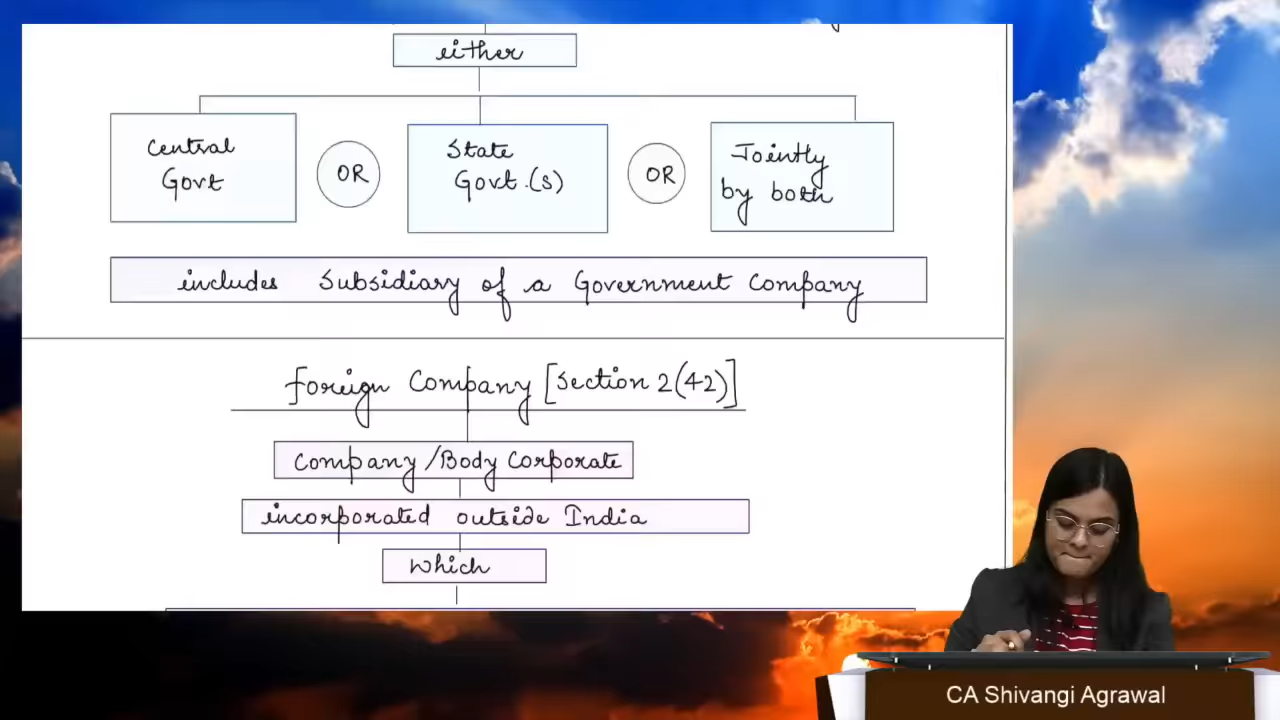 either
Central
Govt
OR
State
Govt.(s)
OR
Jointly
by both
includes Subsidiary of a Government Company
foreign Company [Section 2(42)]
Company/Body Corporate
incorporated outside India
which
CA Shivangi Agrawal